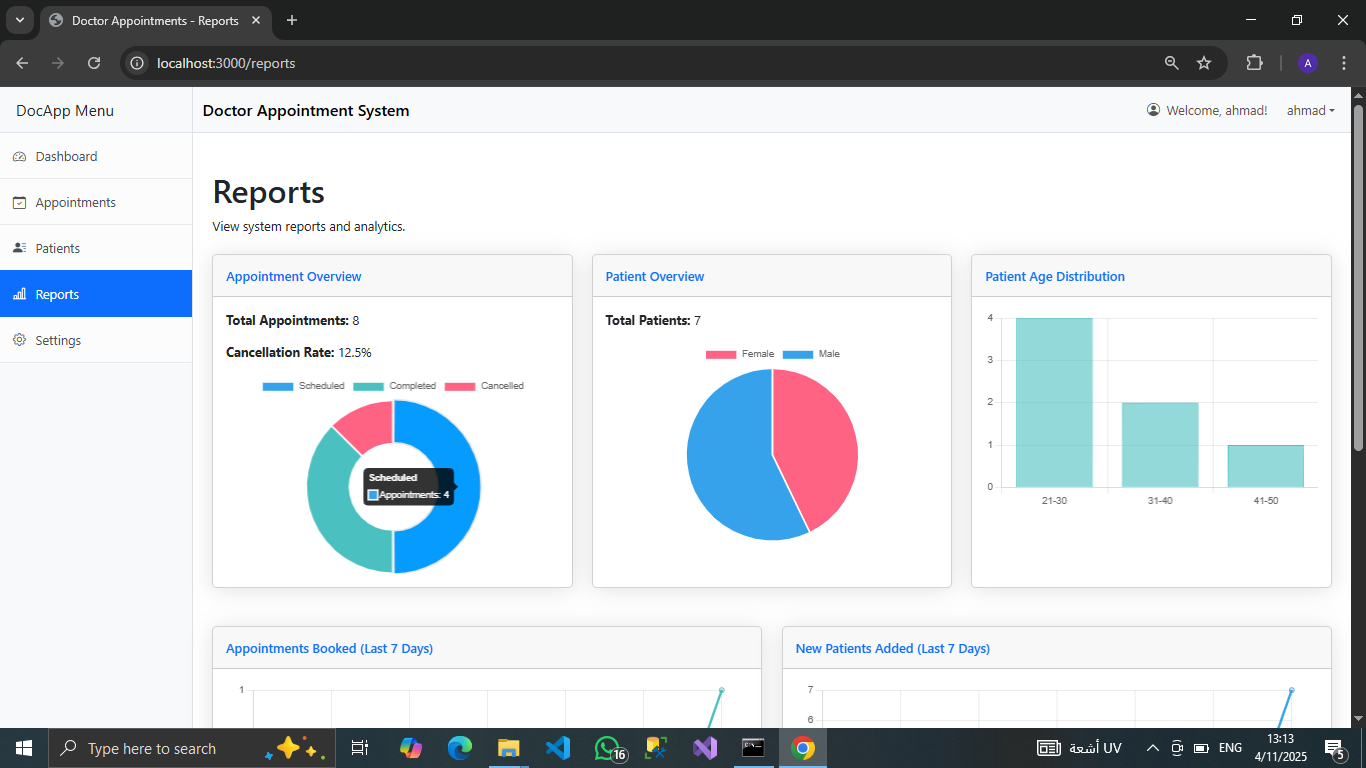 Doctor Appointments - Reports
localhost:3000/reports
A
DocApp Menu
Doctor Appointment System
Welcome, ahmad!
ahmad
Dashboard
Appointments
Patients
Reports
Settings
Reports
View system reports and analytics.
Appointment Overview
Total Appointments: 8
Cancellation Rate: 12.5%
Scheduled Completed Cancelled
Scheduled
Appointments: 4
Patient Overview
Total Patients: 7
Female Male
Patient Age Distribution
4
3
2
1
0
21-30 31-40 41-50
Appointments Booked (Last 7 Days)
1
New Patients Added (Last 7 Days)
7
6
Type here to search
16
أشعة UV
ENG
13:13
4/11/2025
5